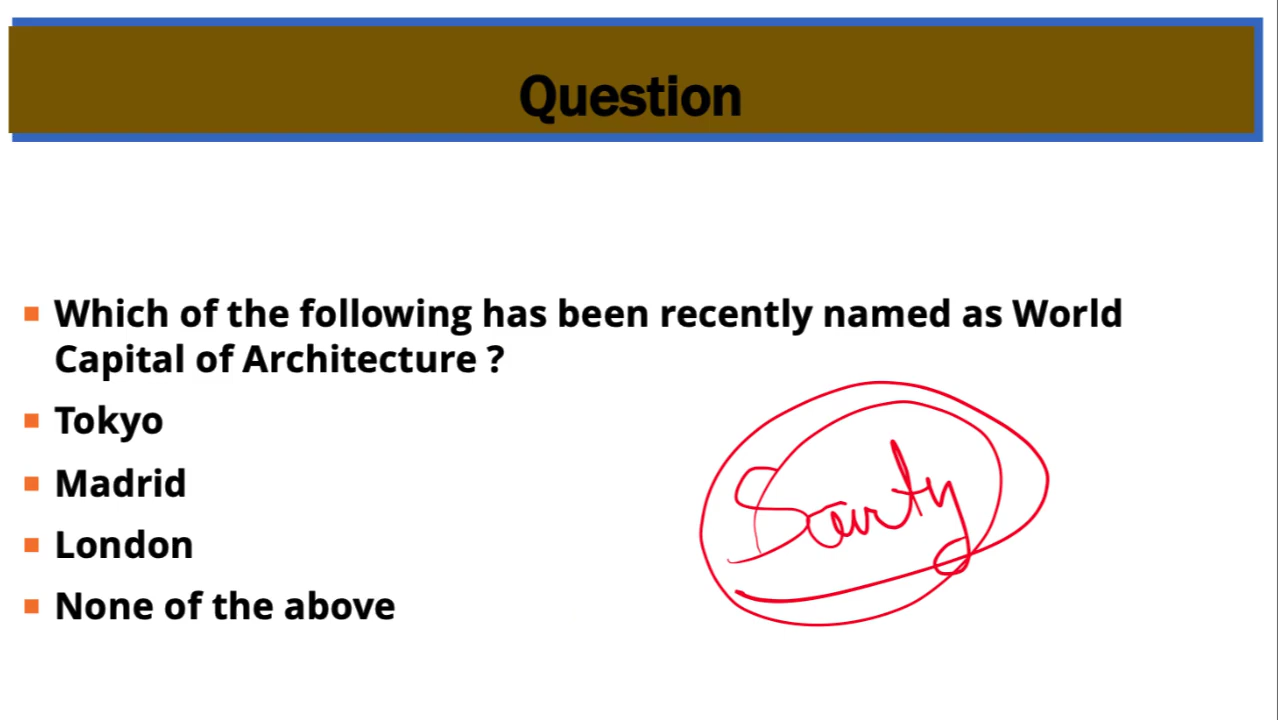 Question
Which of the following has been recently named as World
Capital of Architecture ?
Tokyo
Madrid
London
None of the above